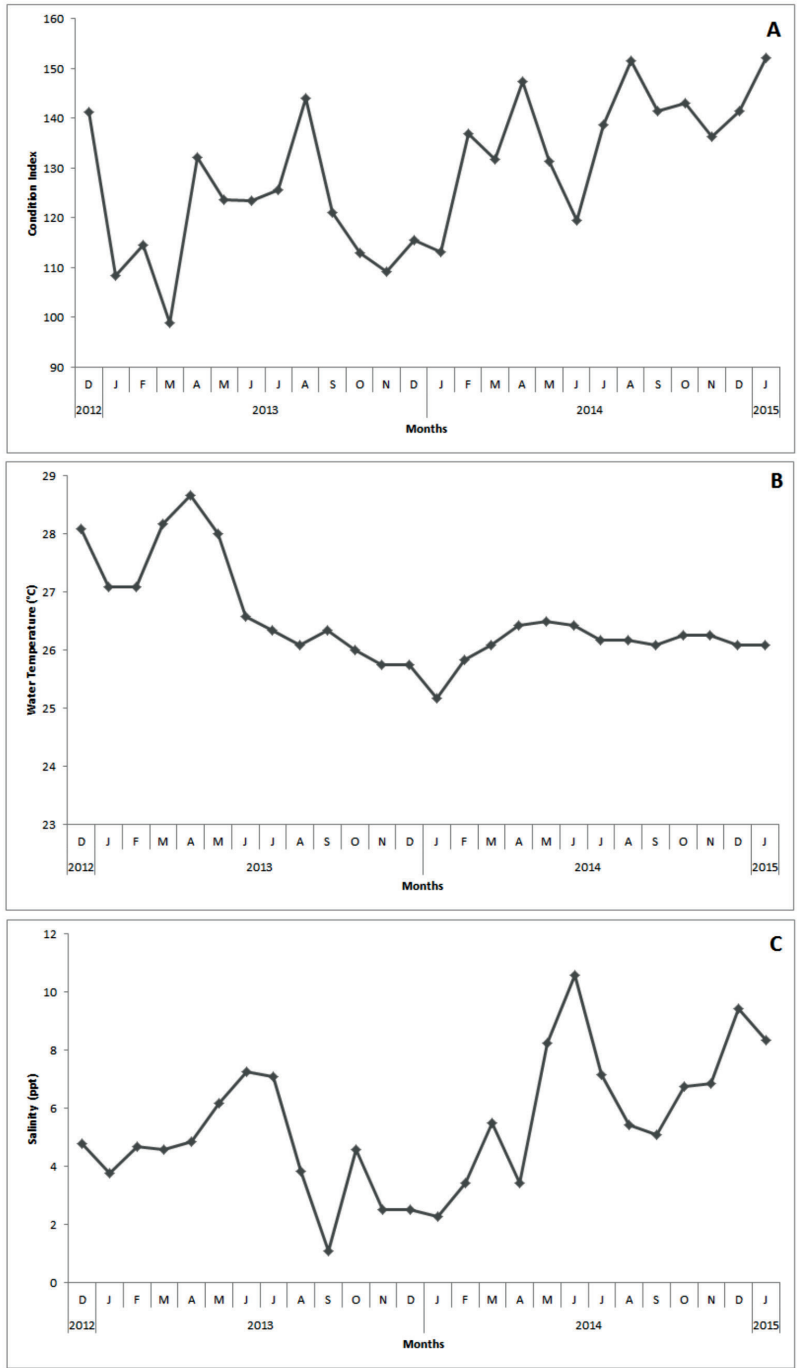 A
160
150
140
130
120
110
100
90
Condition Index
D J F M A M J J A S O N D J F M A M J J A S O N D J
2012 2013 2014 2015
Months
B
29
28
27
26
25
24
23
Water Temperature (°C)
D J F M A M J J A S O N D J F M A M J J A S O N D J
2012 2013 2014 2015
Months
C
12
10
8
6
4
2
0
Salinity (ppt)
D J F M A M J J A S O N D J F M A M J J A S O N D J
2012 2013 2014 2015
Months